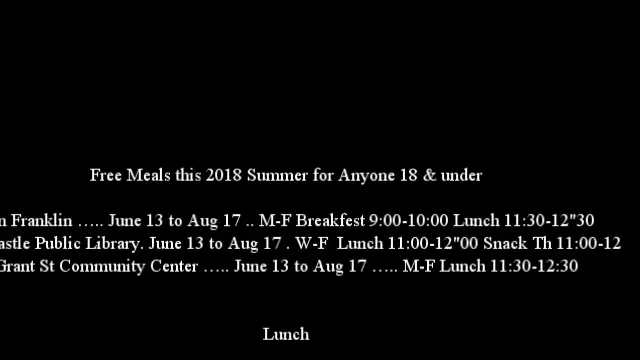 Free Meals this 2018 Summer for Anyone 18 & under
Franklin ….. June 13 to Aug 17 .. M-F Breakfest 9:00-10:00 Lunch 11:30-12"30
Public Library. June 13 to Aug 17 . W-F  Lunch 11:00-12"00 Snack Th 11:00-12
Grant St Community Center ….. June 13 to Aug 17 ….. M-F Lunch 11:30-12:30
Lunch